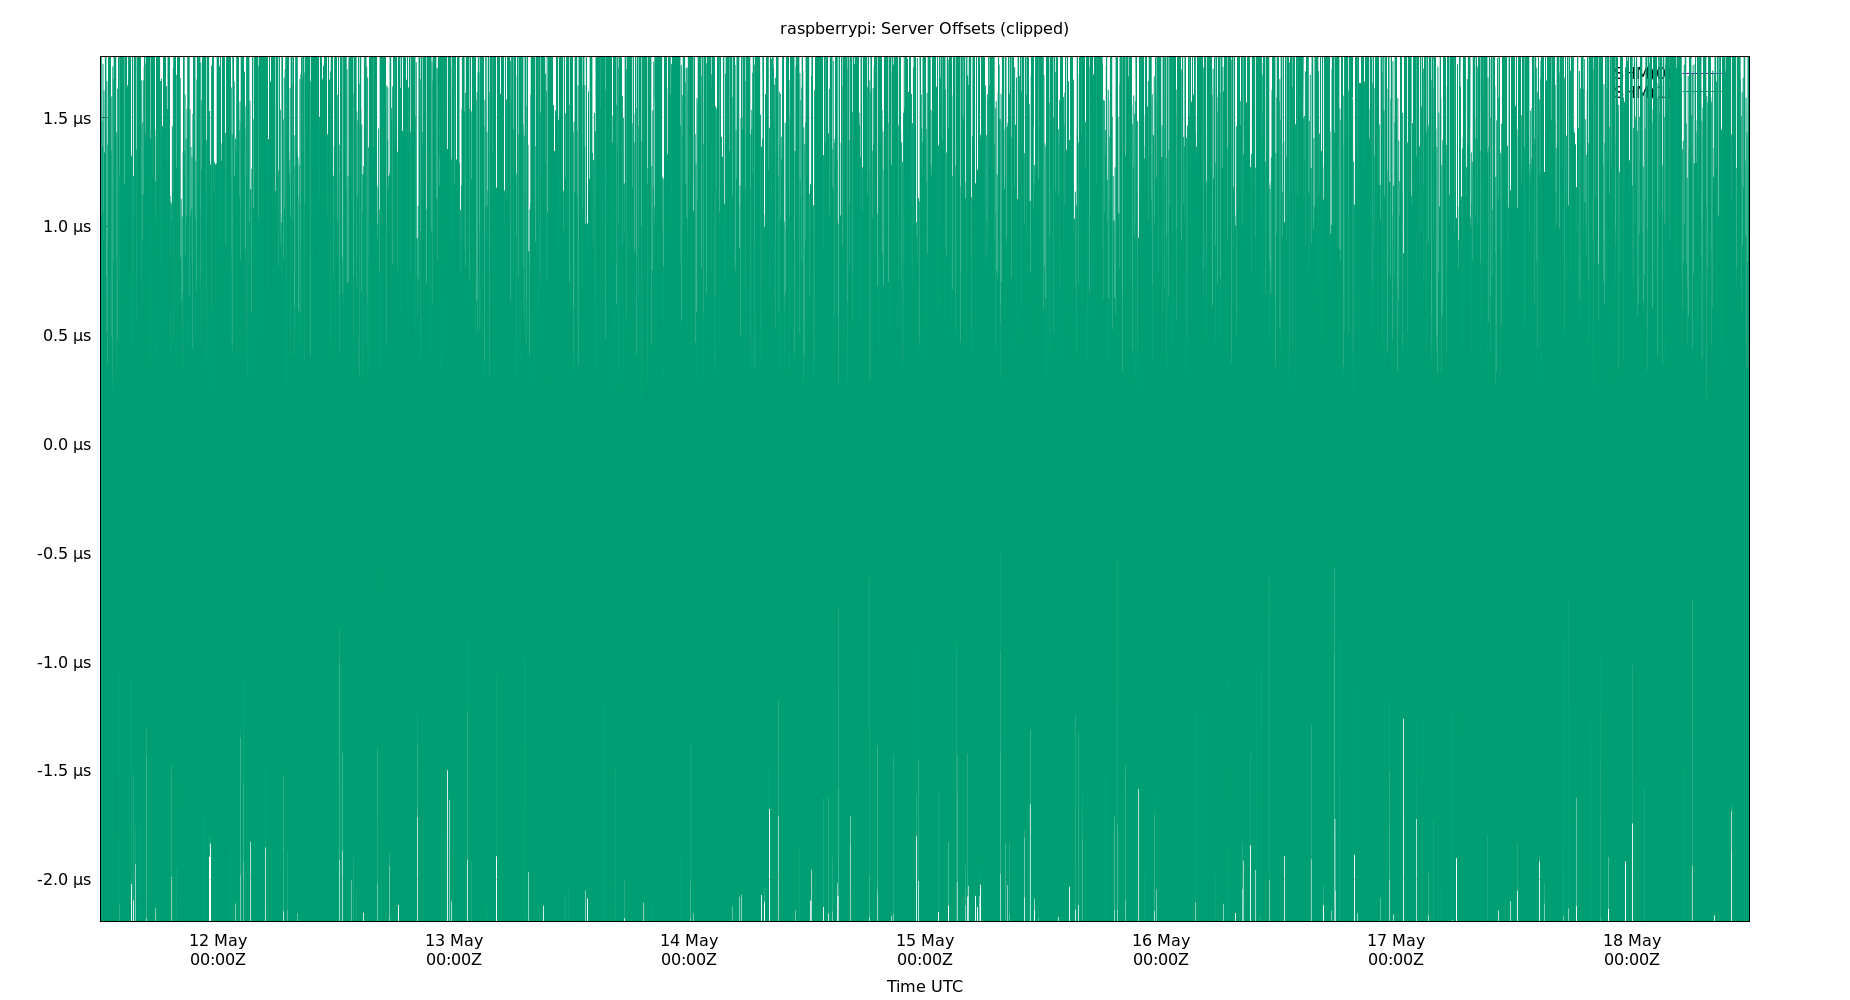 raspberrypi: Server Offsets (clipped)
1.5 µs
1.0 µs
0.5 µs
0.0 µs
-0.5 µs
-1.0 µs
-1.5 µs
-2.0 µs
12 May
00:00Z
13 May
00:00Z
14 May
00:00Z
15 May
00:00Z
16 May
00:00Z
17 May
00:00Z
18 May
00:00Z
Time UTC